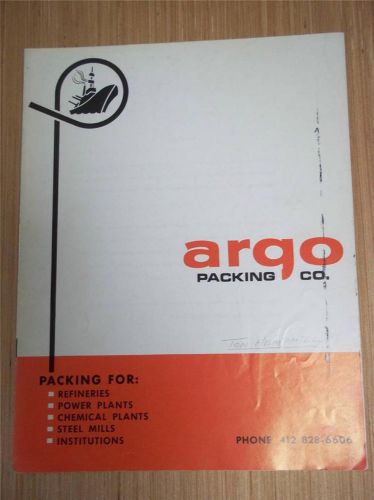 argo
PACKING CO.
PACKING FOR:
REFINERIES
POWER PLANTS
CHEMICAL PLANTS
STEEL MILLS
INSTITUTIONS
PHONE 412 828-6606